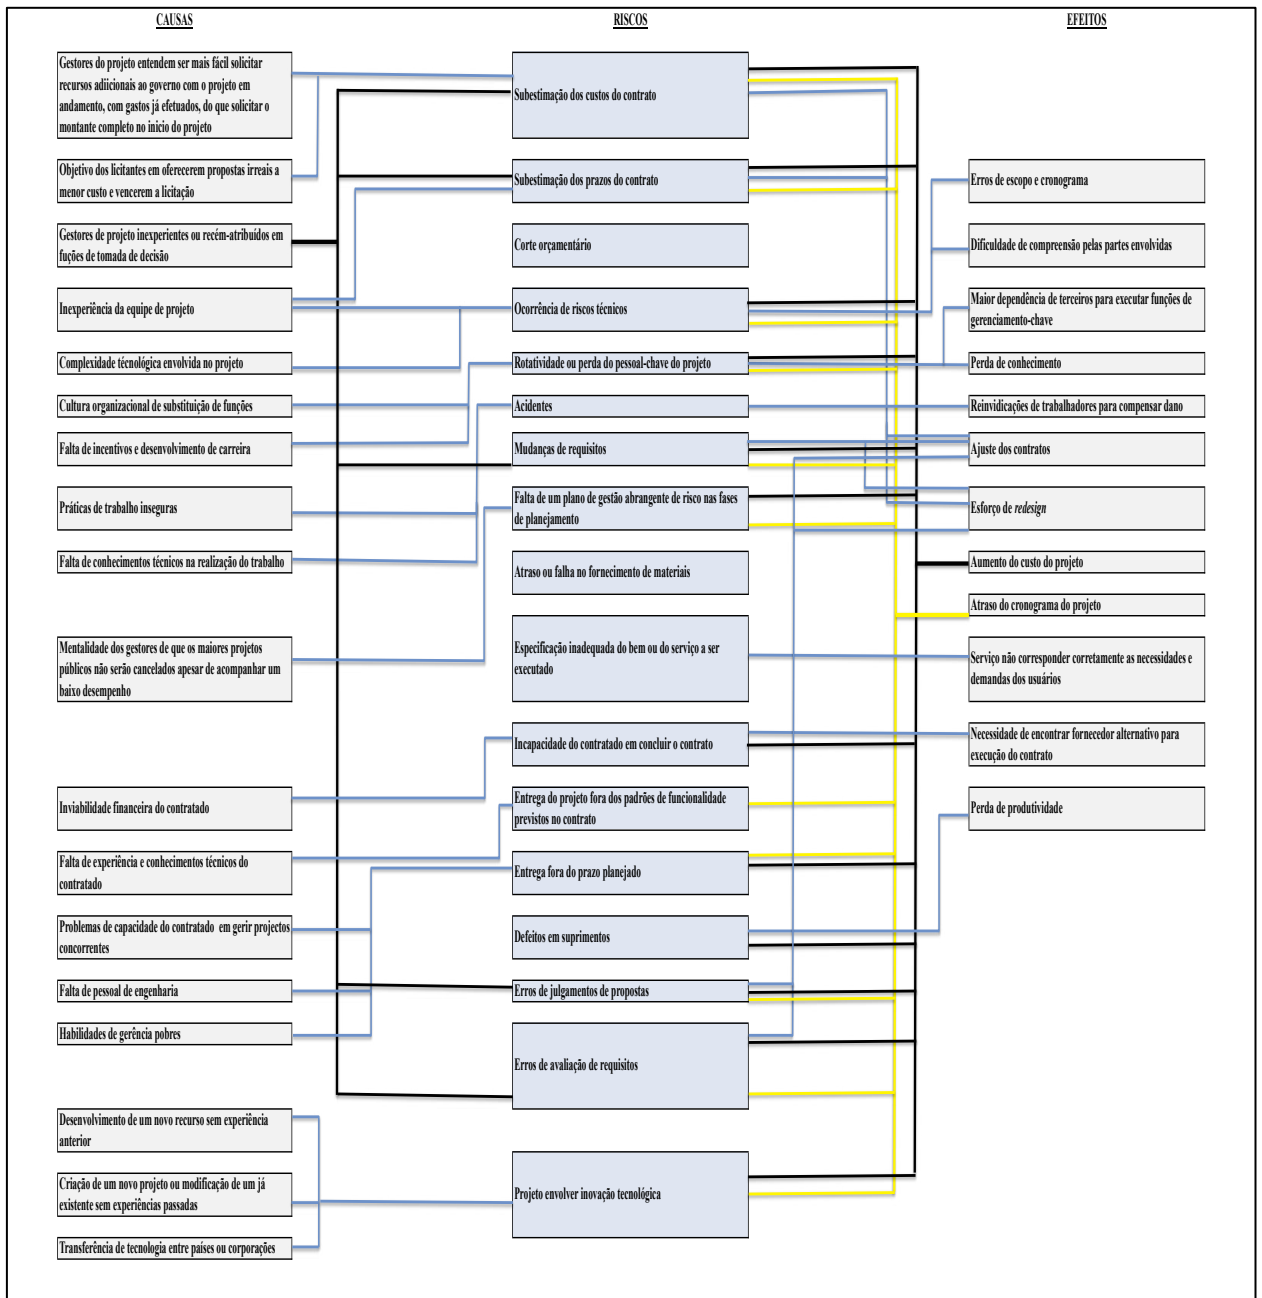 CAUSAS
Gestores do projeto entendem ser mais fácil solicitar
recursos adiicionais ao governo com o projeto em
andamento, com gastos já efetuados, do que solicitar o
montante completo no inicio do projeto
Objetivo dos licitantes em oferecerem propostas irreais a
menor custo e vencerem a licitação
Gestores de projeto inexperientes ou recém-atribuídos em
fuções de tomada de decisão
Inexperiência da equipe de projeto
Complexidade técnológica envolvida no projeto
Cultura organizacional de substituição de funções
Falta de incentivos e desenvolvimento de carreira
Práticas de trabalho inseguras
Falta de conhecimentos técnicos na realização do trabalho
Mentalidade dos gestores de que os maiores projetos
públicos não serão cancelados apesar de acompanhar um
baixo desempenho
Inviabilidade financeira do contratado
Falta de experiência e conhecimentos técnicos do
contratado
Problemas de capacidade do contratado em gerir projectos
concorrentes
Falta de pessoal de engenharia
Habilidades de gerência pobres
Desenvolvimento de um novo recurso sem experiência
anterior
Criação de um novo projeto ou modificação de um já
existente sem experiências passadas
Transferência de tecnologia entre países ou corporações
RISCOS
Subestimação dos custos do contrato
Subestimação dos prazos do contrato
Corte orçamentário
Ocorrência de riscos técnicos
Rotatividade ou perda do pessoal-chave do projeto
Acidentes
Mudanças de requisitos
Falta de um plano de gestão abrangente de risco nas fases
de planejamento
Atraso ou falha no fornecimento de materiais
Especificação inadequada do bem ou do serviço a ser
executado
Incapacidade do contratado em concluir o contrato
Entrega do projeto fora dos padrões de funcionalidade
previstos no contrato
Entrega fora do prazo planejado
Defeitos em suprimentos
Erros de julgamentos de propostas
Erros de avaliação de requisitos
Projeto envolver inovação tecnológica
EFEITOS
Erros de escopo e cronograma
Dificuldade de compreensão pelas partes envolvidas
Maior dependência de terceiros para executar funções de
gerenciamento-chave
Perda de conhecimento
Reinvidicações de trabalhadores para compensar dano
Ajuste dos contratos
Esforço de redesign
Aumento do custo do projeto
Atraso do cronograma do projeto
Serviço não corresponder corretamente as necessidades e
demandas dos usuários
Necessidade de encontrar fornecedor alternativo para
execução do contrato
Perda de produtividade